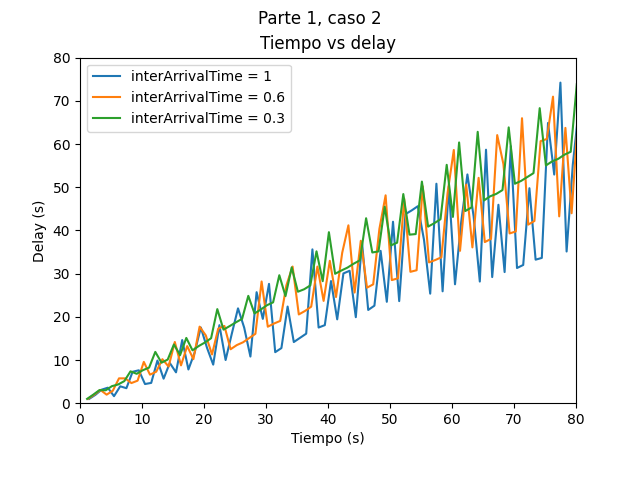 Parte 1, caso 2
Tiempo vs delay
80
70
60
50
40
30
20
10
0
Delay (s)
interArrivalTime = 1
interArrivalTime = 0.6
interArrivalTime = 0.3
0 10 20 30 40 50 60 70 80
Tiempo (s)